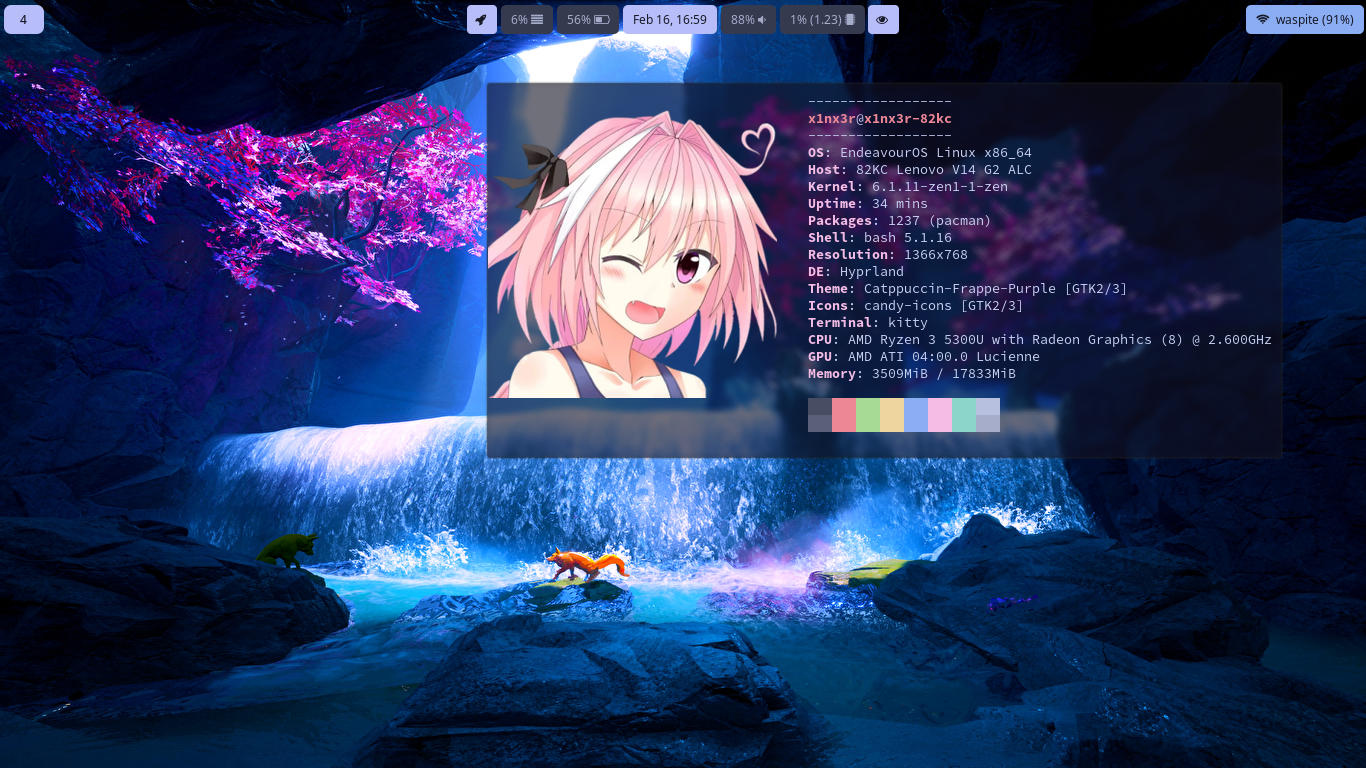 4
6%
56%
Feb 16, 16:59
88%
1% (1.23)
waspite (91%)
------------------
x1nx3r@x1nx3r-82kc
------------------
OS: EndeavourOS Linux x86_64
Host: 82KC Lenovo V14 G2 ALC
Kernel: 6.1.11-zen1-1-zen
Uptime: 34 mins
Packages: 1237 (pacman)
Shell: bash 5.1.16
Resolution: 1366x768
DE: Hyprland
Theme: Catppuccin-Frappe-Purple [GTK2/3]
Icons: candy-icons [GTK2/3]
Terminal: kitty
CPU: AMD Ryzen 3 5300U with Radeon Graphics (8) @ 2.600GHz
GPU: AMD ATI 04:00.0 Lucienne
Memory: 3509MiB / 17833MiB